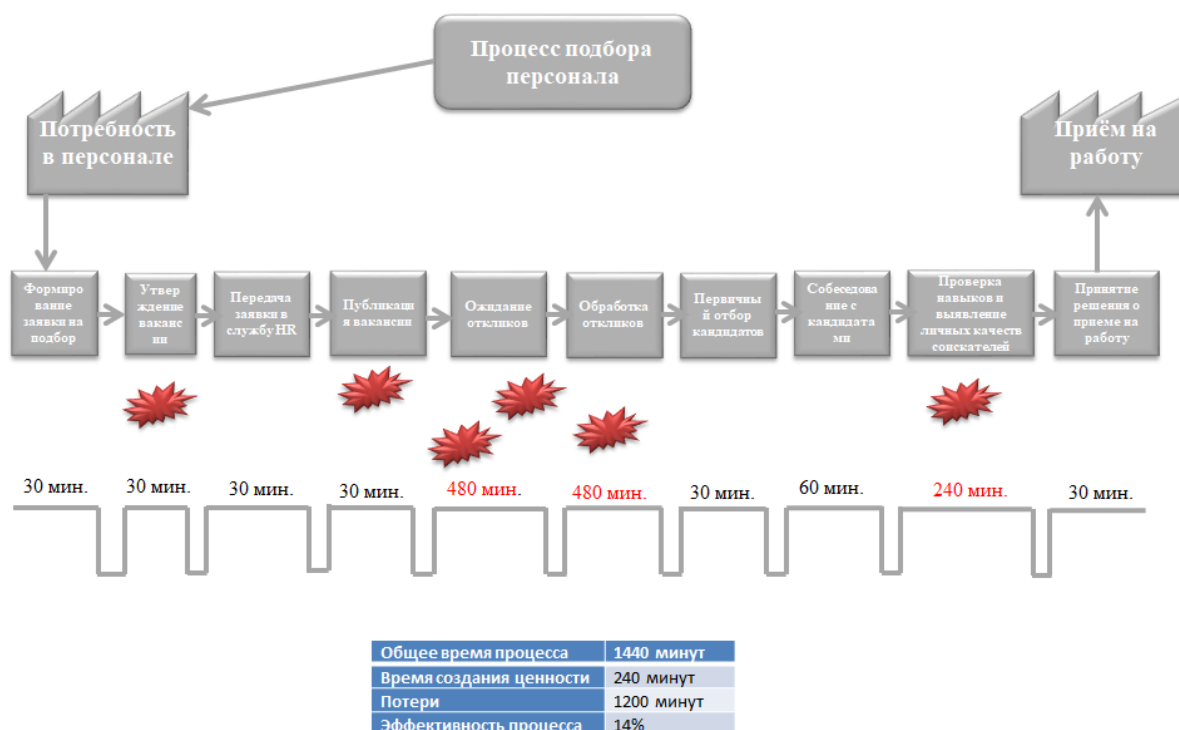 Процесс подбора
персонала
Потребность
в персонале
Приём на
работу
Формиро
вание
заявки на
подбор
Утвер
ждение
ваканс
ии
Передача
заявки в
службу HR
Публикаци
я вакансии
Ожидание
откликов
Обработка
откликов
Первичны
й отбор
кандидатов
Собеседова
ние с
кандидата
ми
Проверка
навыков и
выявление
личных качеств
соискателей
Принятие
решения о
приеме на
работу
30 мин.
30 мин.
30 мин.
30 мин.
480 мин.
480 мин.
30 мин.
60 мин.
240 мин.
30 мин.
Общее время процесса 1440 минут
Время создания ценности 240 минут
Потери 1200 минут
Эффективность процесса 14%